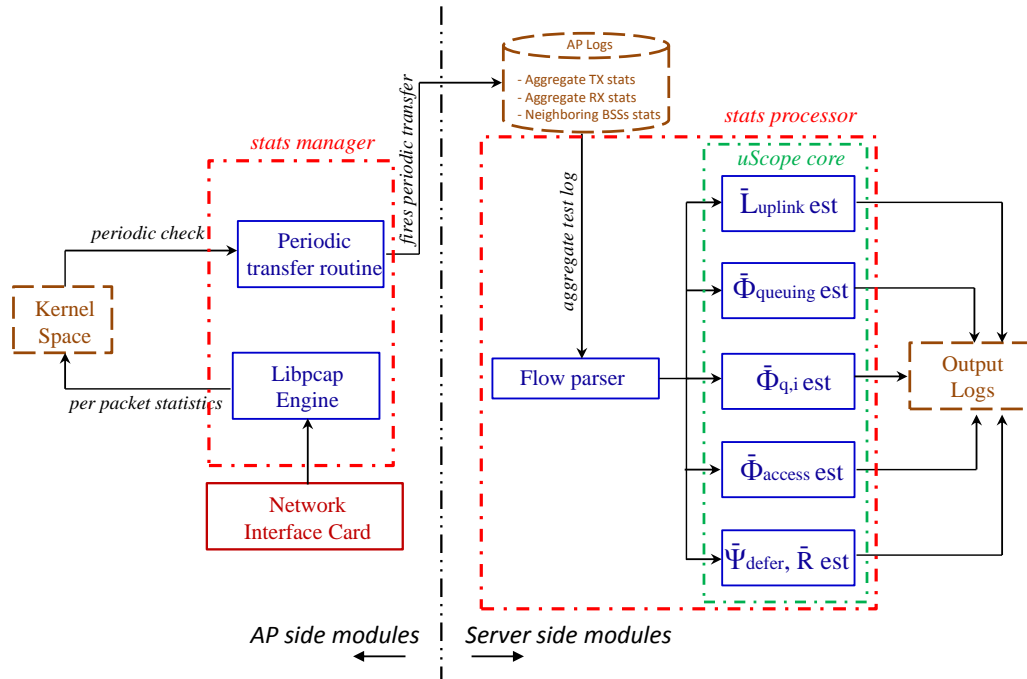 AP Logs
- Aggregate TX stats
- Aggregate RX stats
- Neighboring BSSs stats
stats manager
stats processor
uScope core
fires periodic transfer
aggregate test log
periodic check
Periodic
transfer routine
Kernel
Space
Libpcap
Engine
per packet statistics
Network
Interface Card
Flow parser
L̄uplink est
Φ̄queuing est
Φ̄q,i est
Φ̄access est
Ψ̄defer, R̄ est
Output
Logs
AP side modules
Server side modules